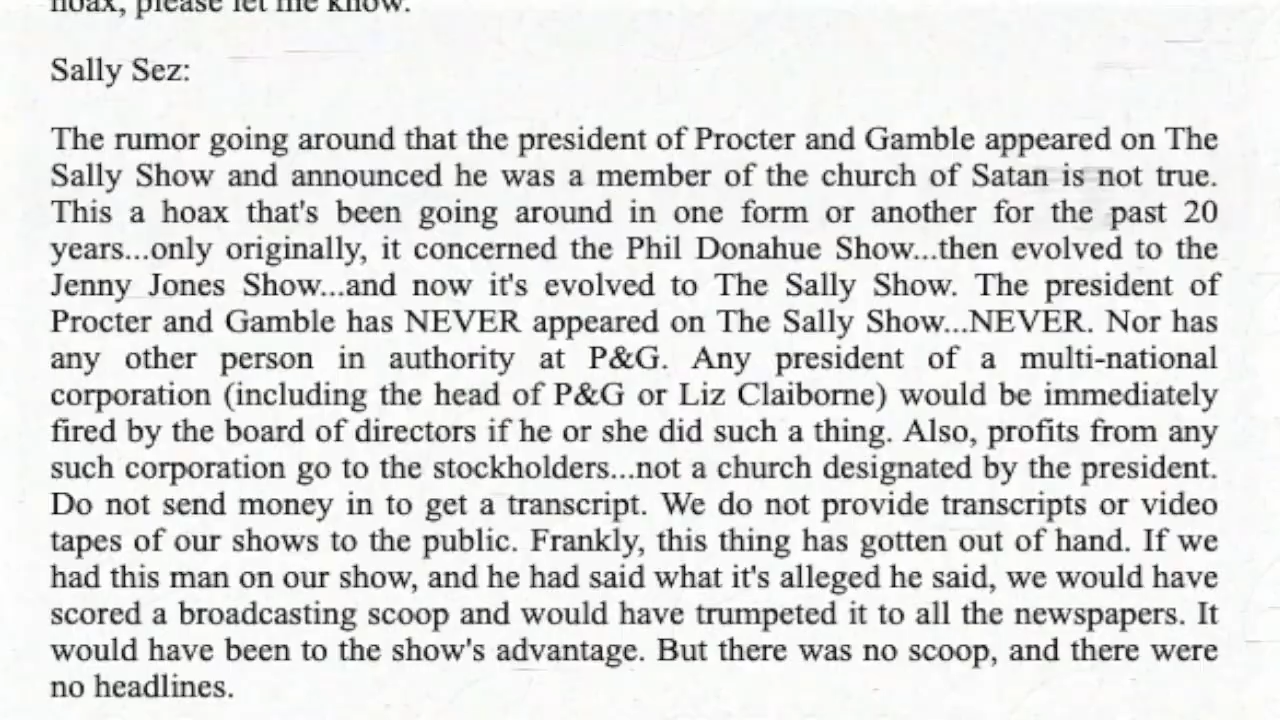 hoax, please let me know.
Sally Sez:
The rumor going around that the president of Procter and Gamble appeared on The
Sally Show and announced he was a member of the church of Satan is not true.
This a hoax that's been going around in one form or another for the past 20
years...only originally, it concerned the Phil Donahue Show...then evolved to the
Jenny Jones Show...and now it's evolved to The Sally Show. The president of
Procter and Gamble has NEVER appeared on The Sally Show...NEVER. Nor has
any other person in authority at P&G. Any president of a multi-national
corporation (including the head of P&G or Liz Claiborne) would be immediately
fired by the board of directors if he or she did such a thing. Also, profits from any
such corporation go to the stockholders...not a church designated by the president.
Do not send money in to get a transcript. We do not provide transcripts or video
tapes of our shows to the public. Frankly, this thing has gotten out of hand. If we
had this man on our show, and he had said what it's alleged he said, we would have
scored a broadcasting scoop and would have trumpeted it to all the newspapers. It
would have been to the show's advantage. But there was no scoop, and there were
no headlines.